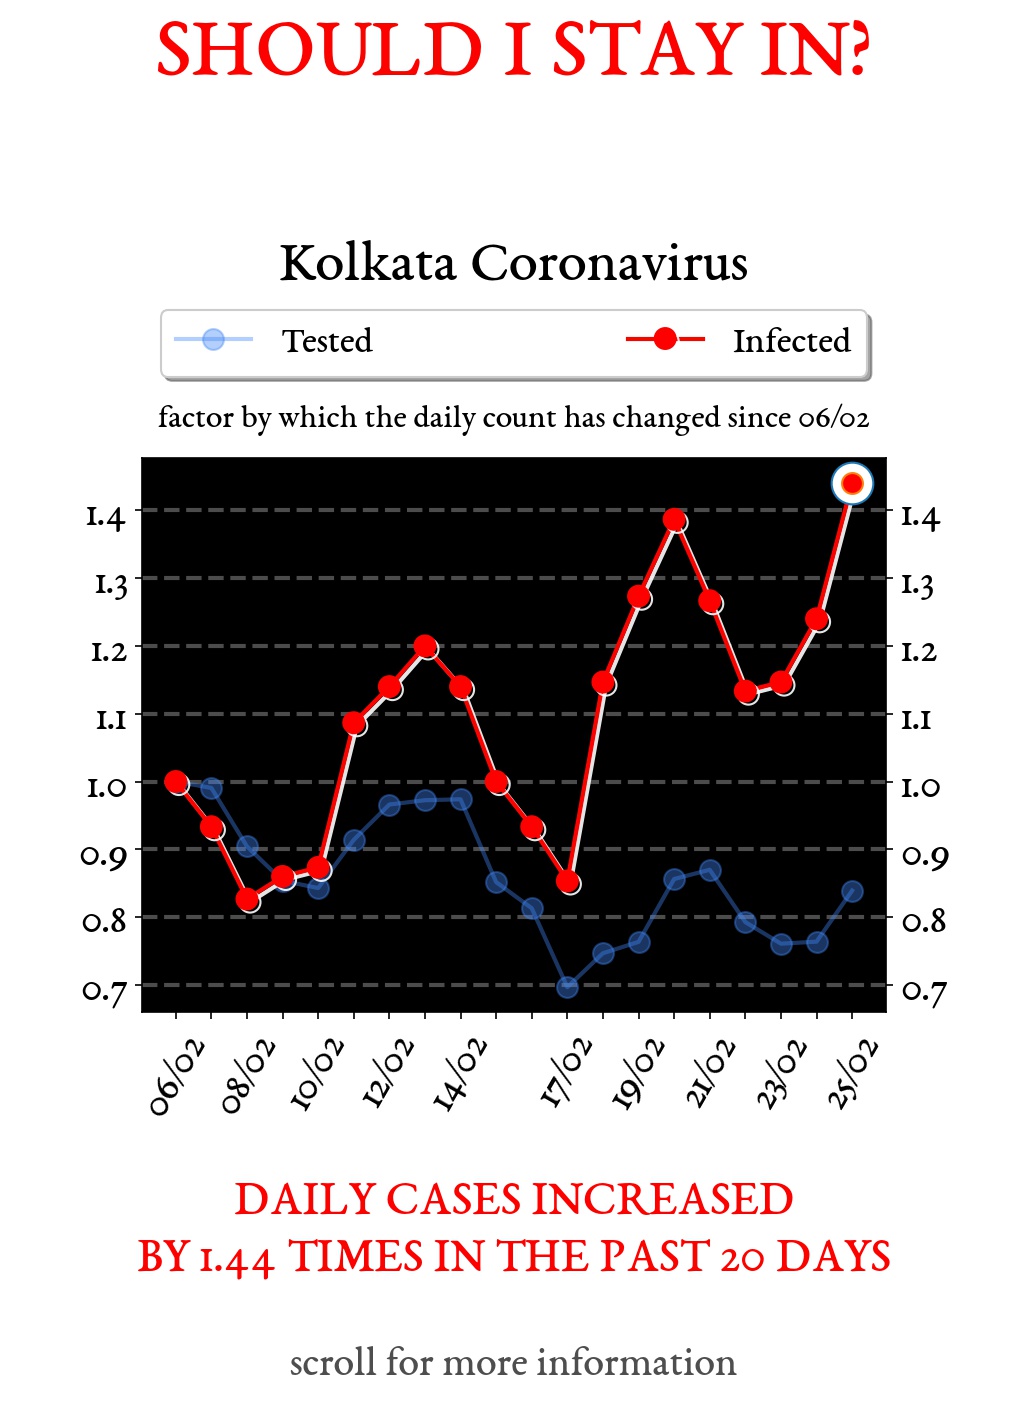 SHOULD I STAY IN?
Kolkata Coronavirus
Tested Infected
factor by which the daily count has changed since 06/02
1.4 1.4
1.3 1.3
1.2 1.2
1.1 1.1
1.0 1.0
0.9 0.9
0.8 0.8
0.7 0.7
06/02 08/02 10/02 12/02 14/02 17/02 19/02 21/02 23/02 25/02
DAILY CASES INCREASED
BY 1.44 TIMES IN THE PAST 20 DAYS
scroll for more information